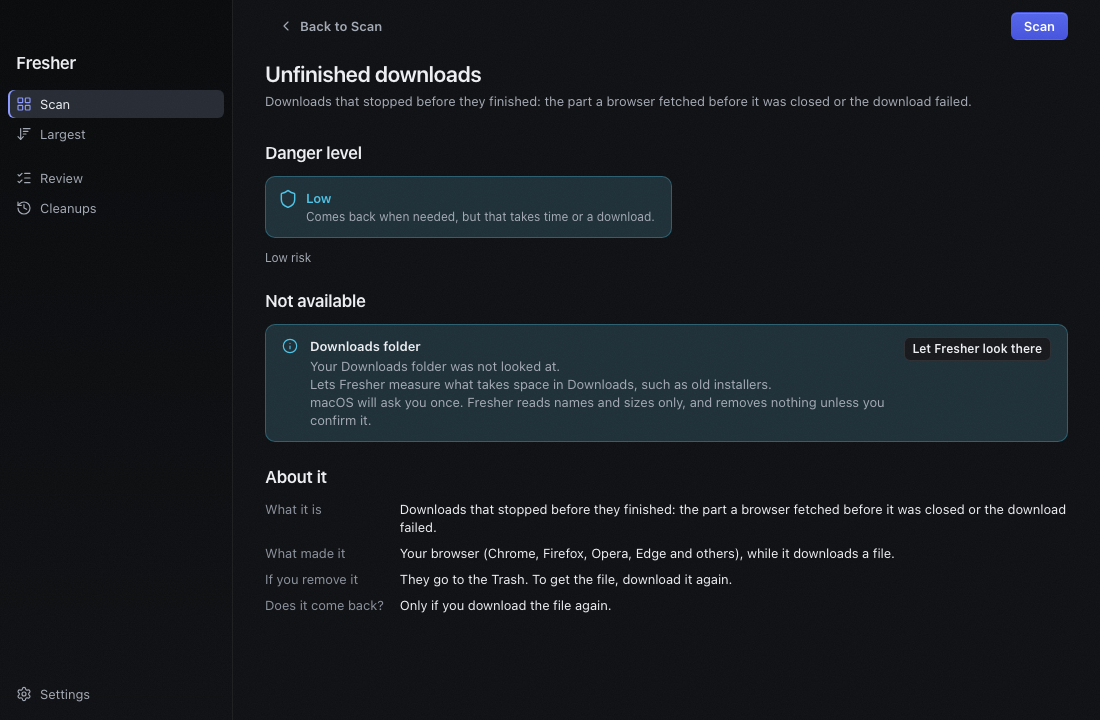 Back to Scan
Scan
Fresher
Scan
Largest
Review
Cleanups
Settings
Unfinished downloads
Downloads that stopped before they finished: the part a browser fetched before it was closed or the download failed.
Danger level
Low
Comes back when needed, but that takes time or a download.
Low risk
Not available
Downloads folder
Let Fresher look there
Your Downloads folder was not looked at.
Lets Fresher measure what takes space in Downloads, such as old installers.
macOS will ask you once. Fresher reads names and sizes only, and removes nothing unless you
confirm it.
About it
What it is
Downloads that stopped before they finished: the part a browser fetched before it was closed or the download
failed.
What made it
Your browser (Chrome, Firefox, Opera, Edge and others), while it downloads a file.
If you remove it
They go to the Trash. To get the file, download it again.
Does it come back?
Only if you download the file again.